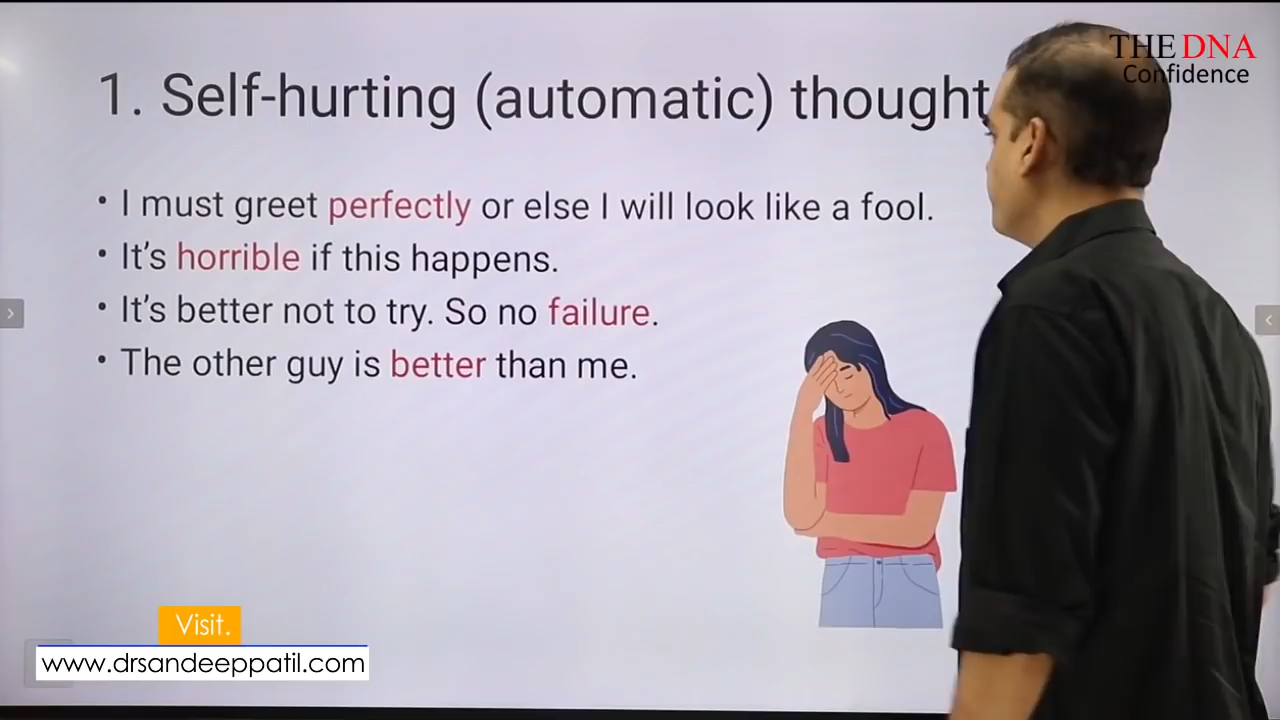 THE DNA
Confidence
1. Self-hurting (automatic) thought
• I must greet perfectly or else I will look like a fool.
• It’s horrible if this happens.
• It’s better not to try. So no failure.
• The other guy is better than me.
Visit.
www.drsandeeppatil.com